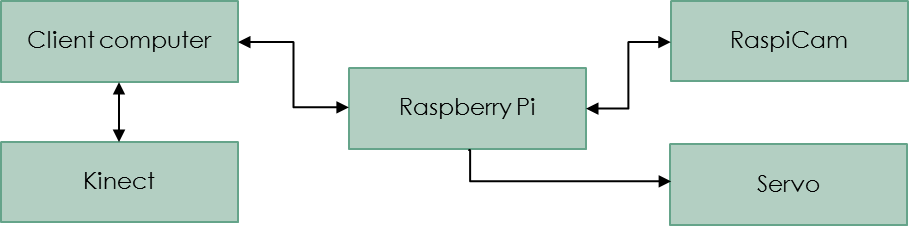 Client computer
RaspiCam
Raspberry Pi
Kinect
Servo